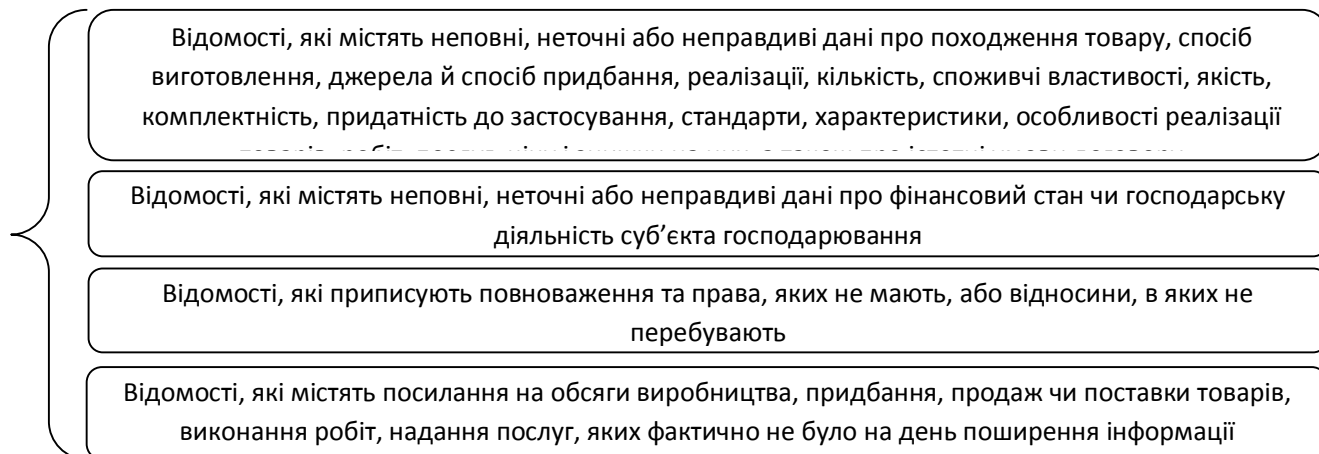 Відомості, які містять неповні, неточні або неправдиві дані про походження товару, спосіб
виготовлення, джерела й спосіб придбання, реалізації, кількість, споживчі властивості, якість,
комплектність, придатність до застосування, стандарти, характеристики, особливості реалізації
Відомості, які містять неповні, неточні або неправдиві дані про фінансовий стан чи господарську
діяльність суб’єкта господарювання
Відомості, які приписують повноваження та права, яких не мають, або відносини, в яких не
перебувають
Відомості, які містять посилання на обсяги виробництва, придбання, продаж чи поставки товарів,
виконання робіт, надання послуг, яких фактично не було на день поширення інформації